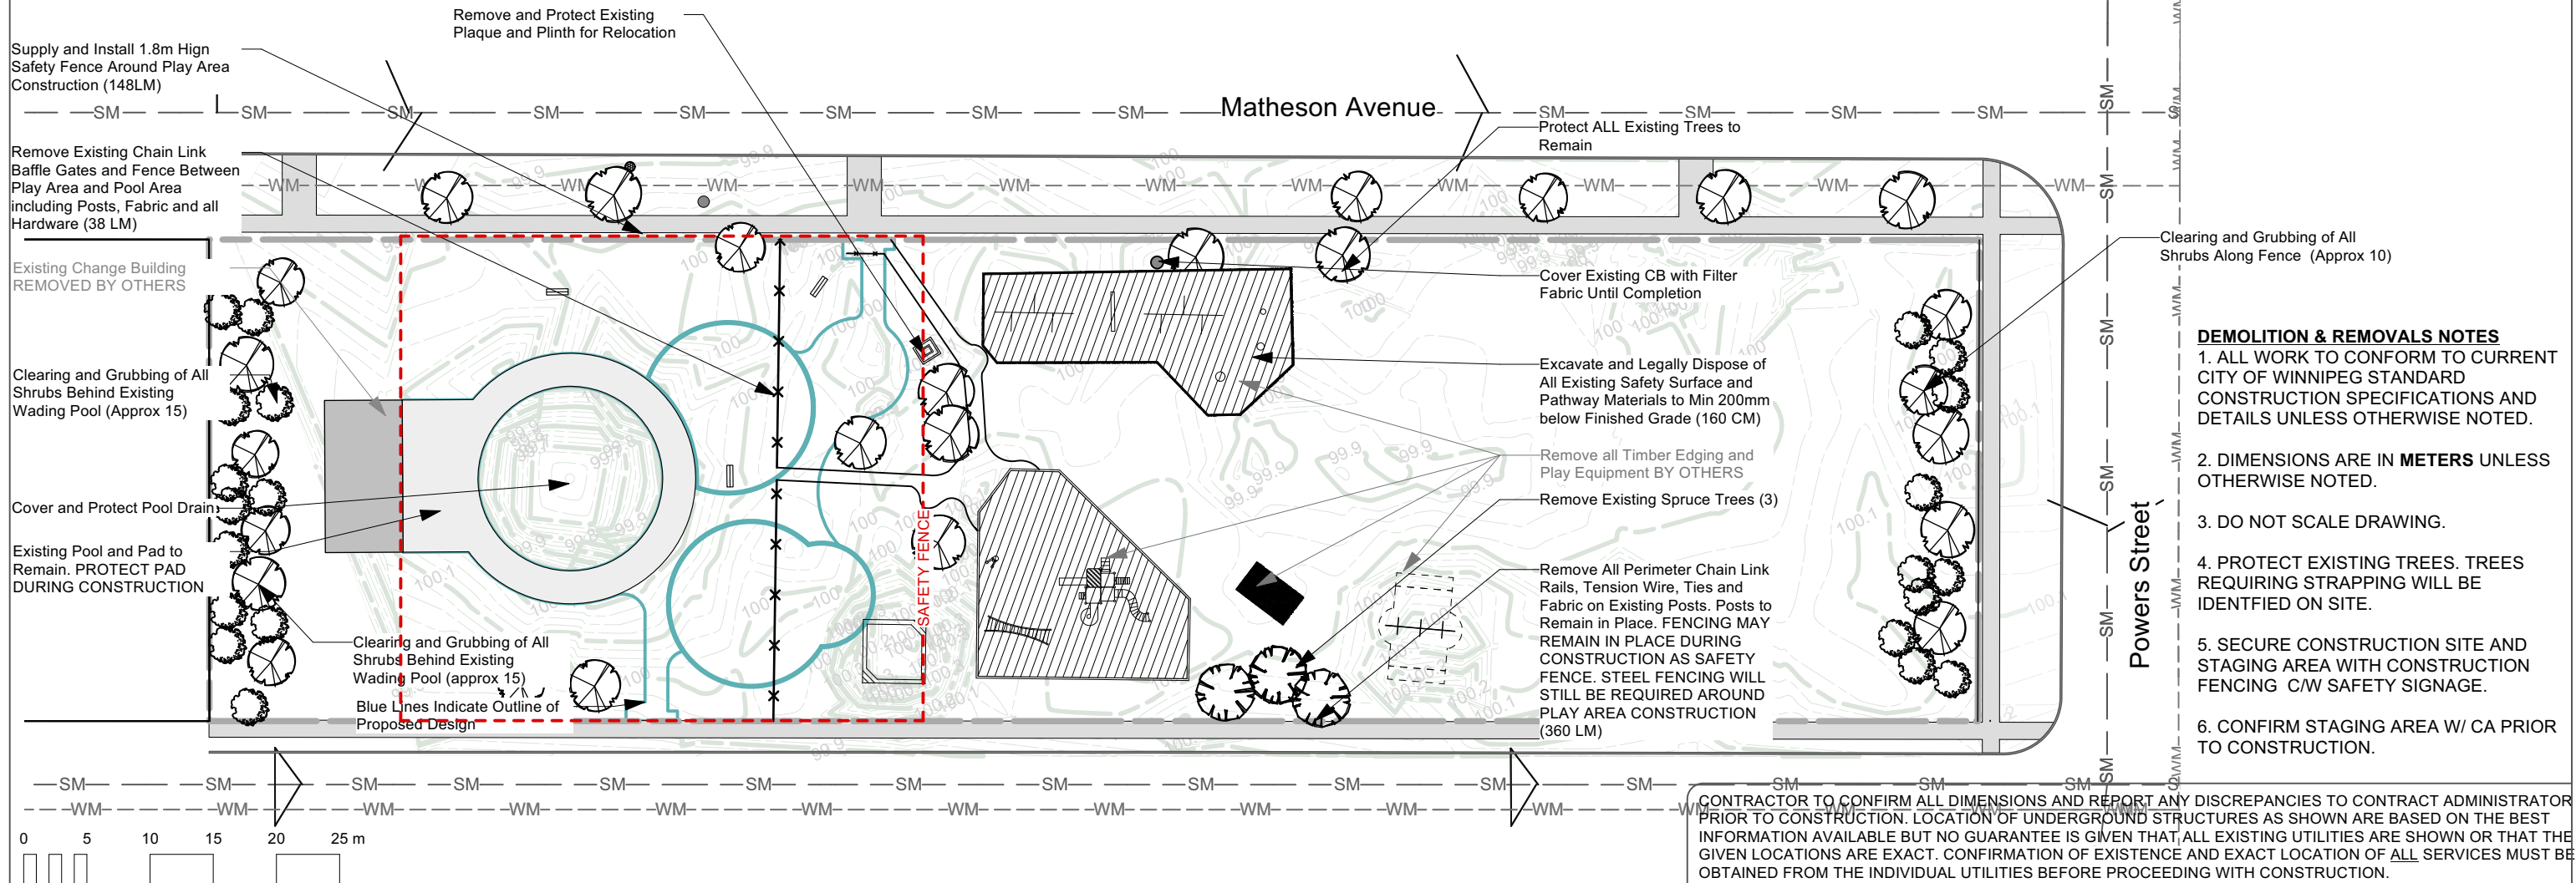 Remove and Protect Existing
Plaque and Plinth for Relocation
Supply and Install 1.8m Hign
Safety Fence Around Play Area
Construction (148LM)
Matheson Avenue
Remove Existing Chain Link
Baffle Gates and Fence Between
Play Area and Pool Area
including Posts, Fabric and all
Hardware (38 LM)
Existing Change Building
REMOVED BY OTHERS
Clearing and Grubbing of All
Shrubs Behind Existing
Wading Pool (Approx 15)
Cover and Protect Pool Drain
Existing Pool and Pad to
Remain. PROTECT PAD
DURING CONSTRUCTION
Clearing and Grubbing of All
Shrubs Behind Existing
Wading Pool (approx 15)
Blue Lines Indicate Outline of
Proposed Design
SAFETY FENCE
Protect ALL Existing Trees to
Remain
Cover Existing CB with Filter
Fabric Until Completion
Excavate and Legally Dispose of
All Existing Safety Surface and
Pathway Materials to Min 200mm
below Finished Grade (160 CM)
Remove all Timber Edging and
Play Equipment BY OTHERS
Remove Existing Spruce Trees (3)
Remove All Perimeter Chain Link
Rails, Tension Wire, Ties and
Fabric on Existing Posts. Posts to
Remain in Place. FENCING MAY
REMAIN IN PLACE DURING
CONSTRUCTION AS SAFETY
FENCE. STEEL FENCING WILL
STILL BE REQUIRED AROUND
PLAY AREA CONSTRUCTION
(360 LM)
Clearing and Grubbing of All
Shrubs Along Fence (Approx 10)
Powers Street
DEMOLITION & REMOVALS NOTES
1. ALL WORK TO CONFORM TO CURRENT
CITY OF WINNIPEG STANDARD
CONSTRUCTION SPECIFICATIONS AND
DETAILS UNLESS OTHERWISE NOTED.
2. DIMENSIONS ARE IN METERS UNLESS
OTHERWISE NOTED.
3. DO NOT SCALE DRAWING.
4. PROTECT EXISTING TREES. TREES
REQUIRING STRAPPING WILL BE
IDENTFIED ON SITE.
5. SECURE CONSTRUCTION SITE AND
STAGING AREA WITH CONSTRUCTION
FENCING C/W SAFETY SIGNAGE.
6. CONFIRM STAGING AREA W/ CA PRIOR
TO CONSTRUCTION.
CONTRACTOR TO CONFIRM ALL DIMENSIONS AND REPORT ANY DISCREPANCIES TO CONTRACT ADMINISTRATOR
PRIOR TO CONSTRUCTION. LOCATION OF UNDERGROUND STRUCTURES AS SHOWN ARE BASED ON THE BEST
INFORMATION AVAILABLE BUT NO GUARANTEE IS GIVEN THAT ALL EXISTING UTILITIES ARE SHOWN OR THAT THE
GIVEN LOCATIONS ARE EXACT. CONFIRMATION OF EXISTENCE AND EXACT LOCATION OF ALL SERVICES MUST BE
OBTAINED FROM THE INDIVIDUAL UTILITIES BEFORE PROCEEDING WITH CONSTRUCTION.
0 5 10 15 20 25 m